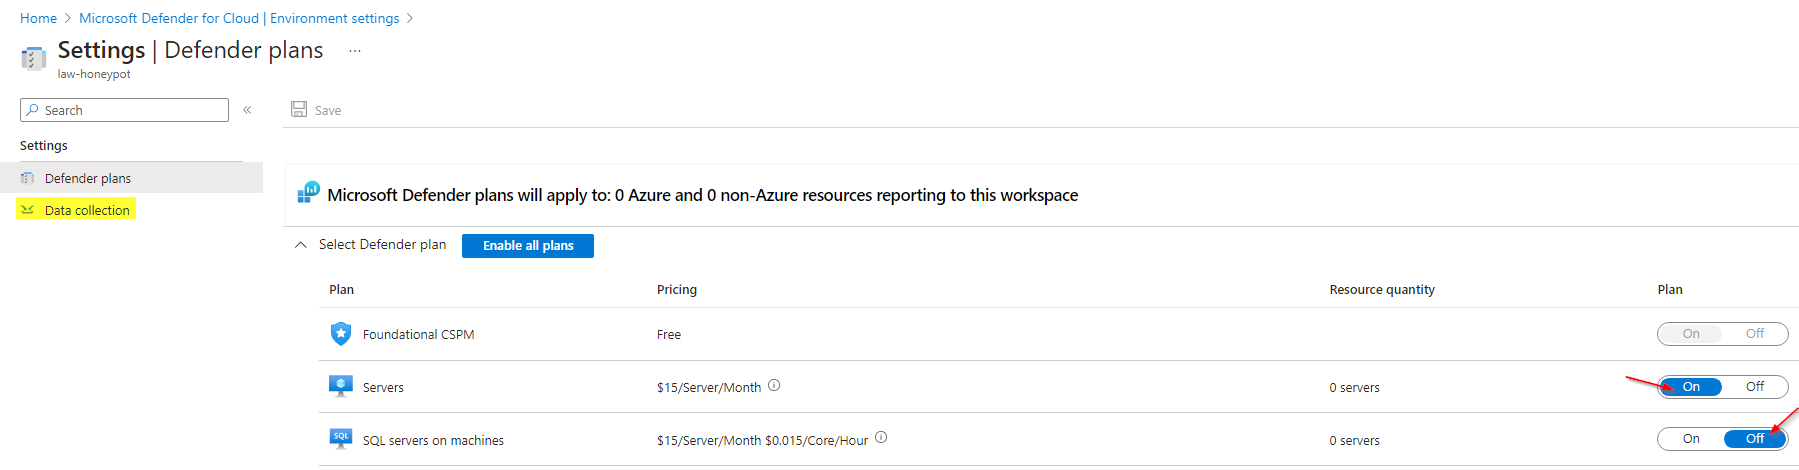 Home > Microsoft Defender for Cloud | Environment settings >
Settings | Defender plans ...
law-honeypot
Search «
Save
Settings
Defender plans
Data collection
Microsoft Defender plans will apply to: 0 Azure and 0 non-Azure resources reporting to this workspace
Select Defender plan Enable all plans
Plan Pricing Resource quantity Plan
Foundational CSPM Free On Off
Servers $15/Server/Month 0 servers On Off
SQL SQL servers on machines $15/Server/Month $0.015/Core/Hour 0 servers On Off